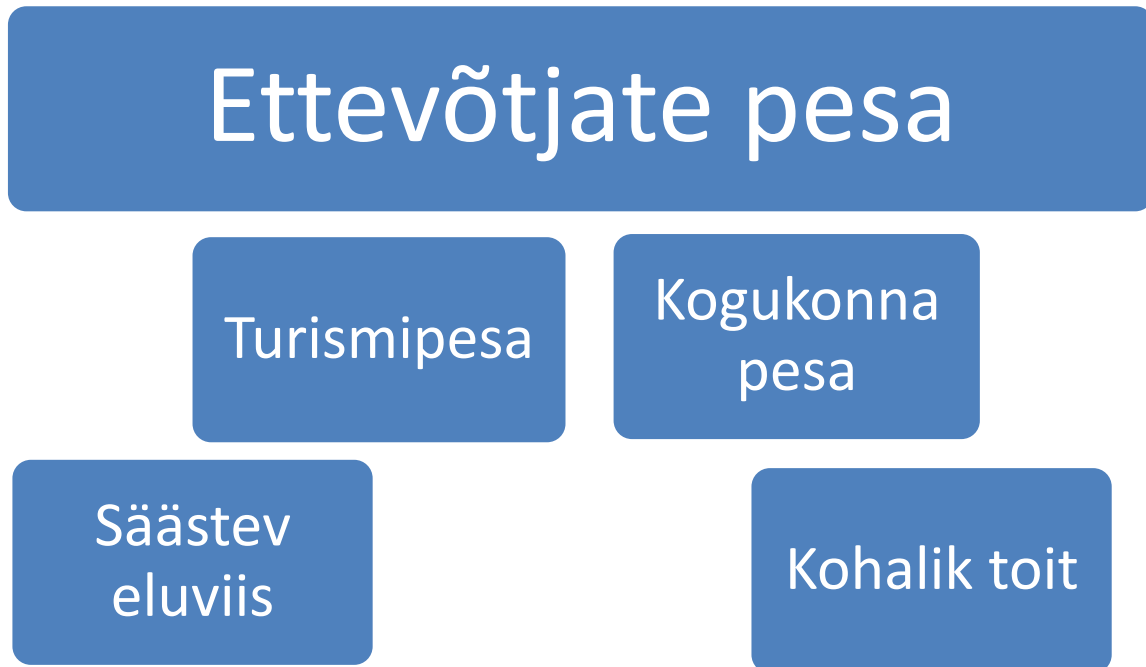 Ettevõtjate pesa
Turismipesa
Kogukonna
pesa
Säästev
eluviis
Kohalik toit